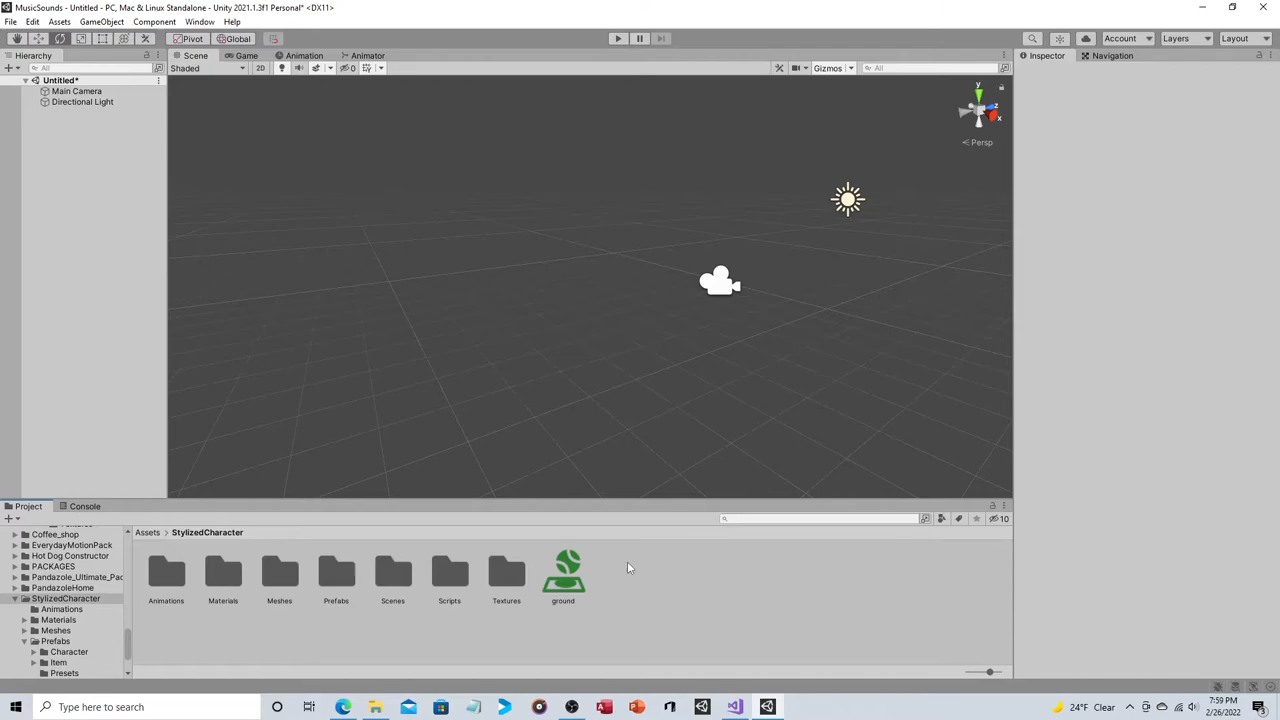 MusicSounds - Untitled - PC, Mac & Linux Standalone - Unity 2021.1.3f1 Personal* <DX11>
File Edit Assets GameObject Component Window Help
Pivot Global Account Layers Layout
Hierarchy Scene Game Animation Animator Inspector Navigation
All Shaded 2D 0 Gizmos All
Untitled*
Main Camera
Directional Light
y
z
x
Persp
Project Console
10
Coffee_shop
EverydayMotionPack
Hot Dog Constructor
PACKAGES
Pandazole_Ultimate_Pac
PandazoleHome
StylizedCharacter
Animations
Materials
Meshes
Prefabs
Character
Item
Presets
Assets > StylizedCharacter
Animations Materials Meshes Prefabs Scenes Scripts Textures ground
Type here to search
24°F Clear
7:59 PM
2/26/2022